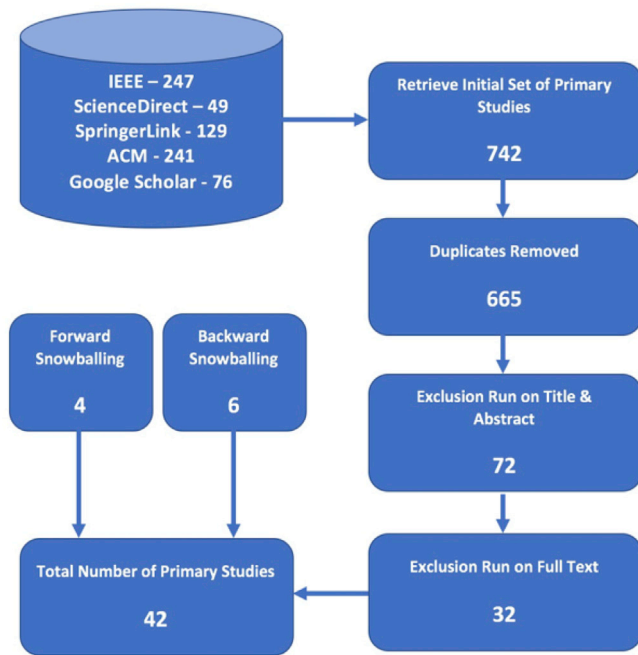 IEEE – 247
ScienceDirect – 49
SpringerLink - 129
ACM - 241
Google Scholar - 76
Retrieve Initial Set of Primary
Studies
742
Duplicates Removed
665
Forward
Snowballing
4
Backward
Snowballing
6
Exclusion Run on Title &
Abstract
72
Total Number of Primary Studies
42
Exclusion Run on Full Text
32